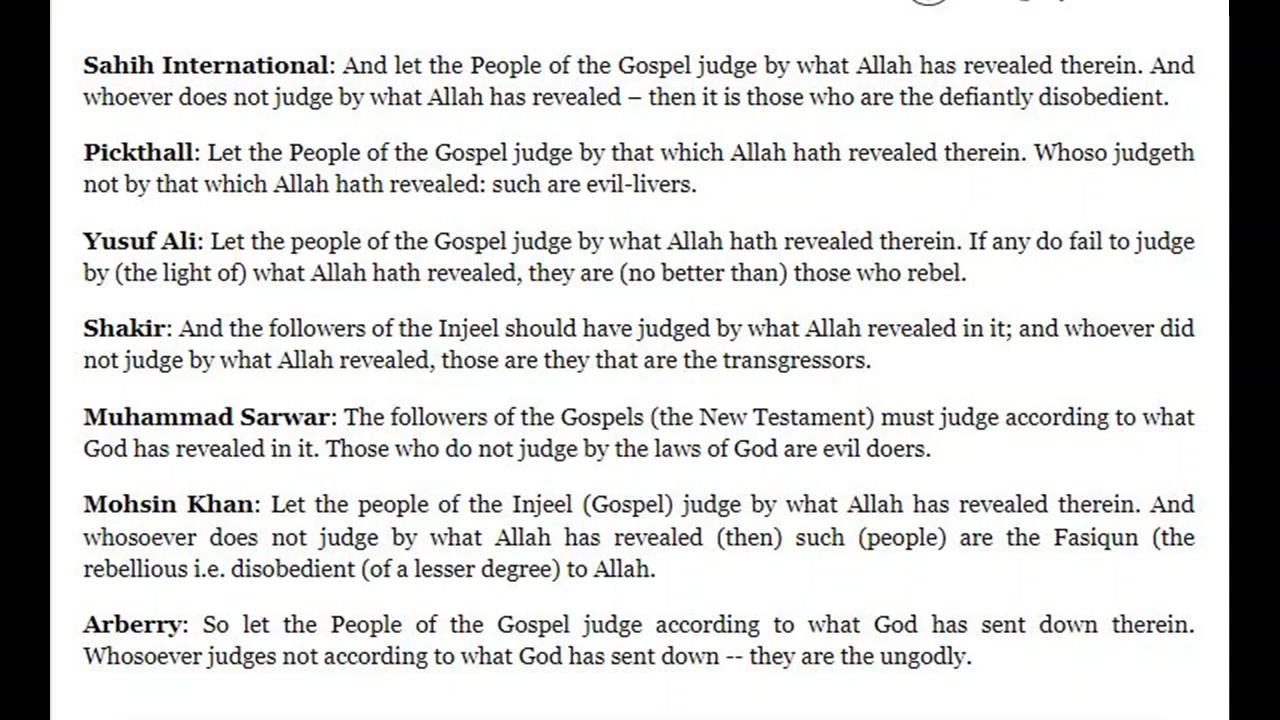 Sahih International: And let the People of the Gospel judge by what Allah has revealed therein. And
whoever does not judge by what Allah has revealed – then it is those who are the defiantly disobedient.
Pickthall: Let the People of the Gospel judge by that which Allah hath revealed therein. Whoso judgeth
not by that which Allah hath revealed: such are evil-livers.
Yusuf Ali: Let the people of the Gospel judge by what Allah hath revealed therein. If any do fail to judge
by (the light of) what Allah hath revealed, they are (no better than) those who rebel.
Shakir: And the followers of the Injeel should have judged by what Allah revealed in it; and whoever did
not judge by what Allah revealed, those are they that are the transgressors.
Muhammad Sarwar: The followers of the Gospels (the New Testament) must judge according to what
God has revealed in it. Those who do not judge by the laws of God are evil doers.
Mohsin Khan: Let the people of the Injeel (Gospel) judge by what Allah has revealed therein. And
whosoever does not judge by what Allah has revealed (then) such (people) are the Fasiqun (the
rebellious i.e. disobedient (of a lesser degree) to Allah.
Arberry: So let the People of the Gospel judge according to what God has sent down therein.
Whosoever judges not according to what God has sent down -- they are the ungodly.